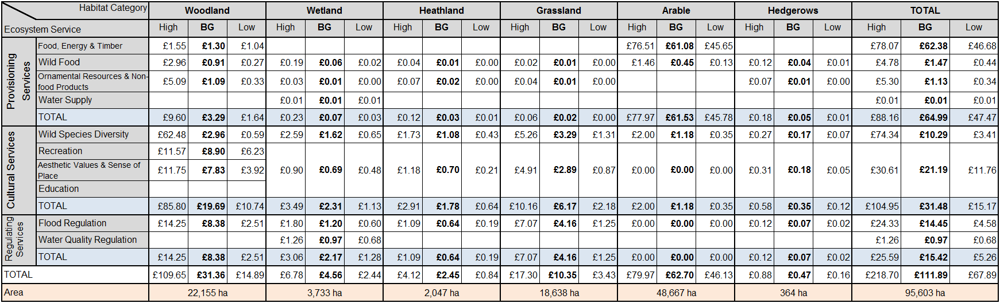 Habitat Category Woodland Wetland Heathland Grassland Arable Hedgerows TOTAL
Ecosystem Service High BG Low High BG Low High BG Low High BG Low High BG Low High BG Low High BG Low
Provisioning
Services
Food, Energy & Timber £1.55 £1.30 £1.04 £76.51 £61.08 £45.65 £78.07 £62.38 £46.68
Wild Food £2.96 £0.91 £0.27 £0.19 £0.06 £0.02 £0.04 £0.01 £0.00 £0.02 £0.01 £0.00 £1.46 £0.45 £0.13 £0.12 £0.04 £0.01 £4.78 £1.47 £0.44
Ornamental Resources & Non-
food Products £5.09 £1.09 £0.33 £0.03 £0.01 £0.00 £0.07 £0.02 £0.00 £0.04 £0.01 £0.00 £0.07 £0.01 £0.00 £5.30 £1.13 £0.34
Water Supply £0.01 £0.01 £0.01 £0.01 £0.01 £0.01
TOTAL £9.60 £3.29 £1.64 £0.23 £0.07 £0.03 £0.12 £0.03 £0.01 £0.06 £0.02 £0.00 £77.97 £61.53 £45.78 £0.18 £0.05 £0.01 £88.16 £64.99 £47.47
Cultural Services
Wild Species Diversity £62.48 £2.96 £0.59 £2.59 £1.62 £0.65 £1.73 £1.08 £0.43 £5.26 £3.29 £1.31 £2.00 £1.18 £0.35 £0.27 £0.17 £0.07 £74.34 £10.29 £3.41
Recreation £11.57 £8.90 £6.23
Aesthetic Values & Sense of
Place £11.75 £7.83 £3.92 £0.90 £0.69 £0.48 £1.18 £0.70 £0.21 £4.91 £2.89 £0.87 £0.00 £0.00 £0.00 £0.31 £0.18 £0.05 £30.61 £21.19 £11.76
Education
TOTAL £85.80 £19.69 £10.74 £3.49 £2.31 £1.13 £2.91 £1.78 £0.64 £10.16 £6.17 £2.18 £2.00 £1.18 £0.35 £0.58 £0.35 £0.12 £104.95 £31.48 £15.17
Regulating
Services
Flood Regulation £14.25 £8.38 £2.51 £1.80 £1.20 £0.60 £1.09 £0.64 £0.19 £7.07 £4.16 £1.25 £0.00 £0.00 £0.00 £0.12 £0.07 £0.02 £24.33 £14.45 £4.58
Water Quality Regulation £1.26 £0.97 £0.68 £1.26 £0.97 £0.68
TOTAL £14.25 £8.38 £2.51 £3.06 £2.17 £1.28 £1.09 £0.64 £0.19 £7.07 £4.16 £1.25 £0.00 £0.00 £0.00 £0.12 £0.07 £0.02 £25.59 £15.42 £5.26
TOTAL £109.65 £31.36 £14.89 £6.78 £4.56 £2.44 £4.12 £2.45 £0.84 £17.30 £10.35 £3.43 £79.97 £62.70 £46.13 £0.88 £0.47 £0.16 £218.70 £111.89 £67.89
Area 22,155 ha 3,733 ha 2,047 ha 18,638 ha 48,667 ha 364 ha 95,603 ha